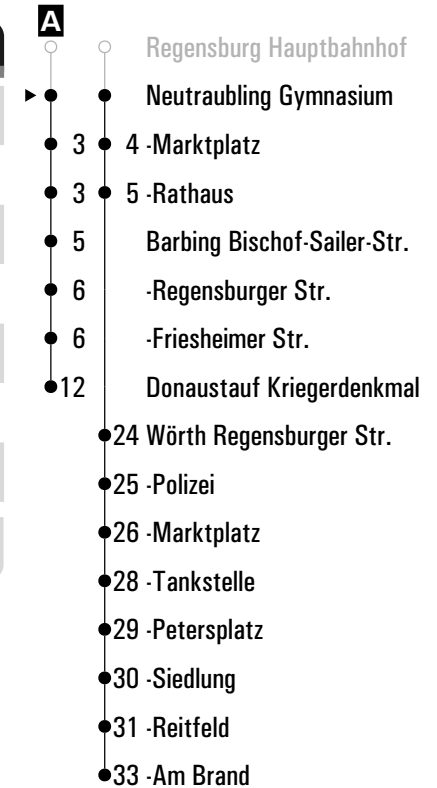 A
Regensburg Hauptbahnhof
Neutraubling Gymnasium
3 4 -Marktplatz
3 5 -Rathaus
5 Barbing Bischof-Sailer-Str.
6 -Regensburger Str.
6 -Friesheimer Str.
12 Donaustauf Kriegerdenkmal
24 Wörth Regensburger Str.
25 -Polizei
26 -Marktplatz
28 -Tankstelle
29 -Petersplatz
30 -Siedlung
31 -Reitfeld
33 -Am Brand